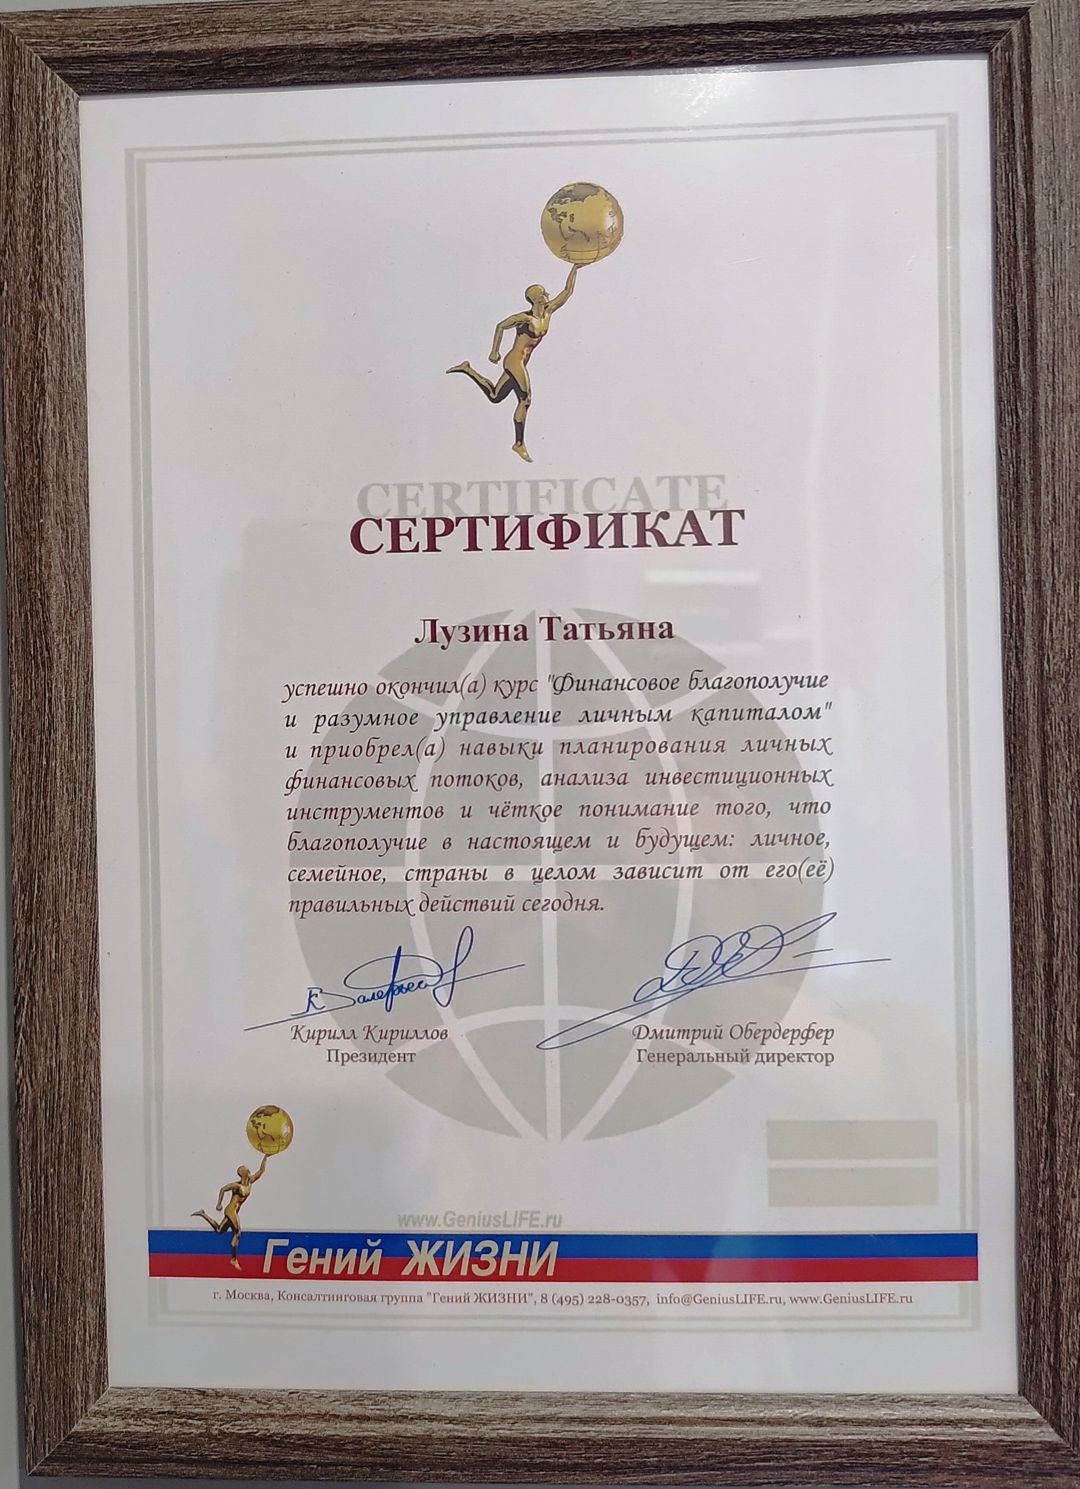 CERTIFICATE
СЕРТИФИКАТ
Лузина Татьяна
успешно окончил(а) курс "Финансовое благополучие
и разумное управление личным капиталом"
и приобрел(а) навыки планирования личных
финансовых потоков, анализа инвестиционных
инструментов и чёткое понимание того, что
благополучие в настоящем и будущем: личное,
семейное, страны в целом зависит от его(её)
правильных действий сегодня.
Кирилл Кириллов
Президент
Дмитрий Обердерфер
Генеральный директор
www.GeniusLIFE.ru
Гений ЖИЗНИ
г. Москва, Консалтинговая группа "Гений ЖИЗНИ", 8 (495) 228-0357, info@GeniusLIFE.ru, www.GeniusLIFE.ru